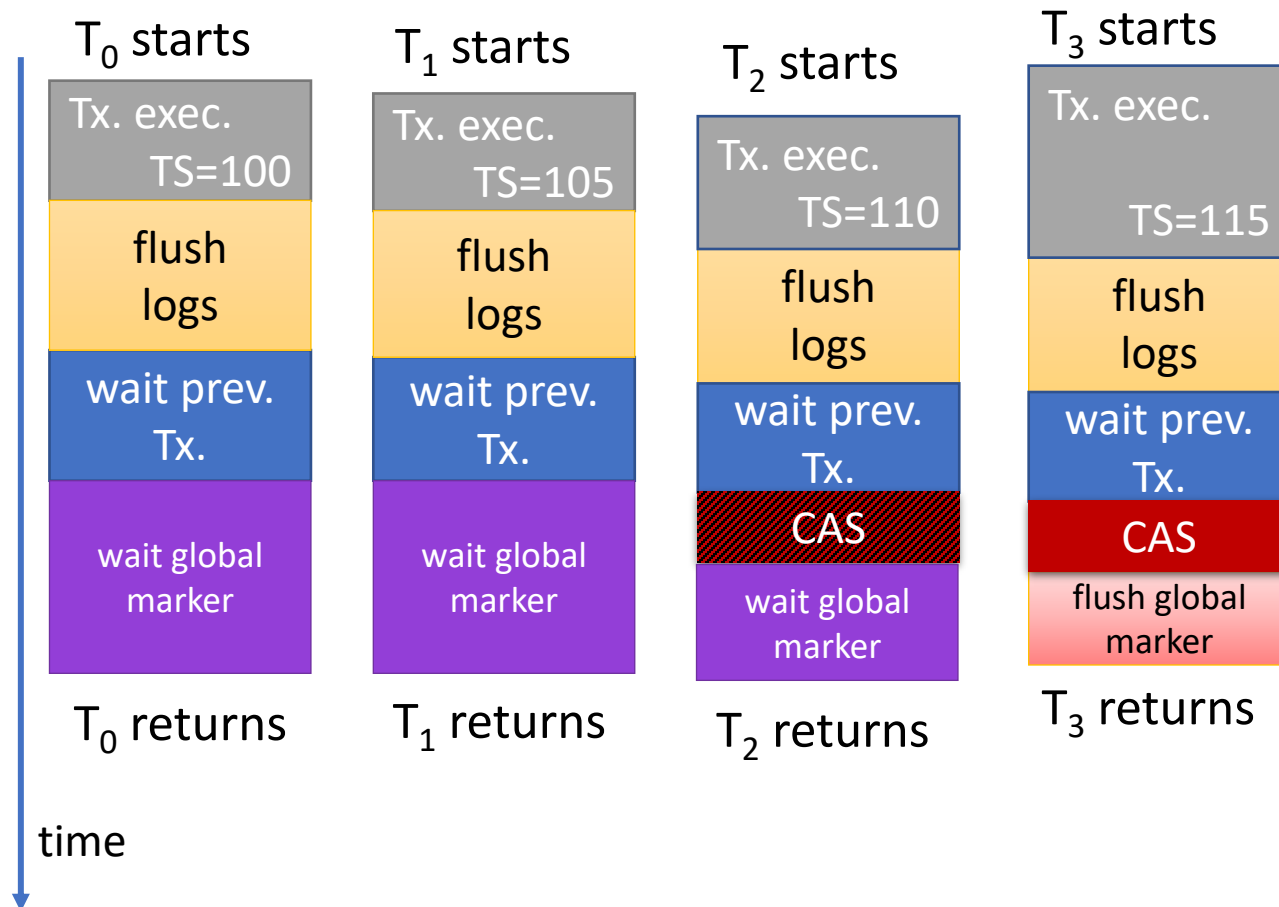 T₀ starts
Tx. exec.
TS=100
flush
logs
wait prev.
Tx.
wait global
marker
T₀ returns
T₁ starts
Tx. exec.
TS=105
flush
logs
wait prev.
Tx.
wait global
marker
T₁ returns
T₂ starts
Tx. exec.
TS=110
flush
logs
wait prev.
Tx.
CAS
wait global
marker
T₂ returns
T₃ starts
Tx. exec.
TS=115
flush
logs
wait prev.
Tx.
CAS
flush global
marker
T₃ returns
time